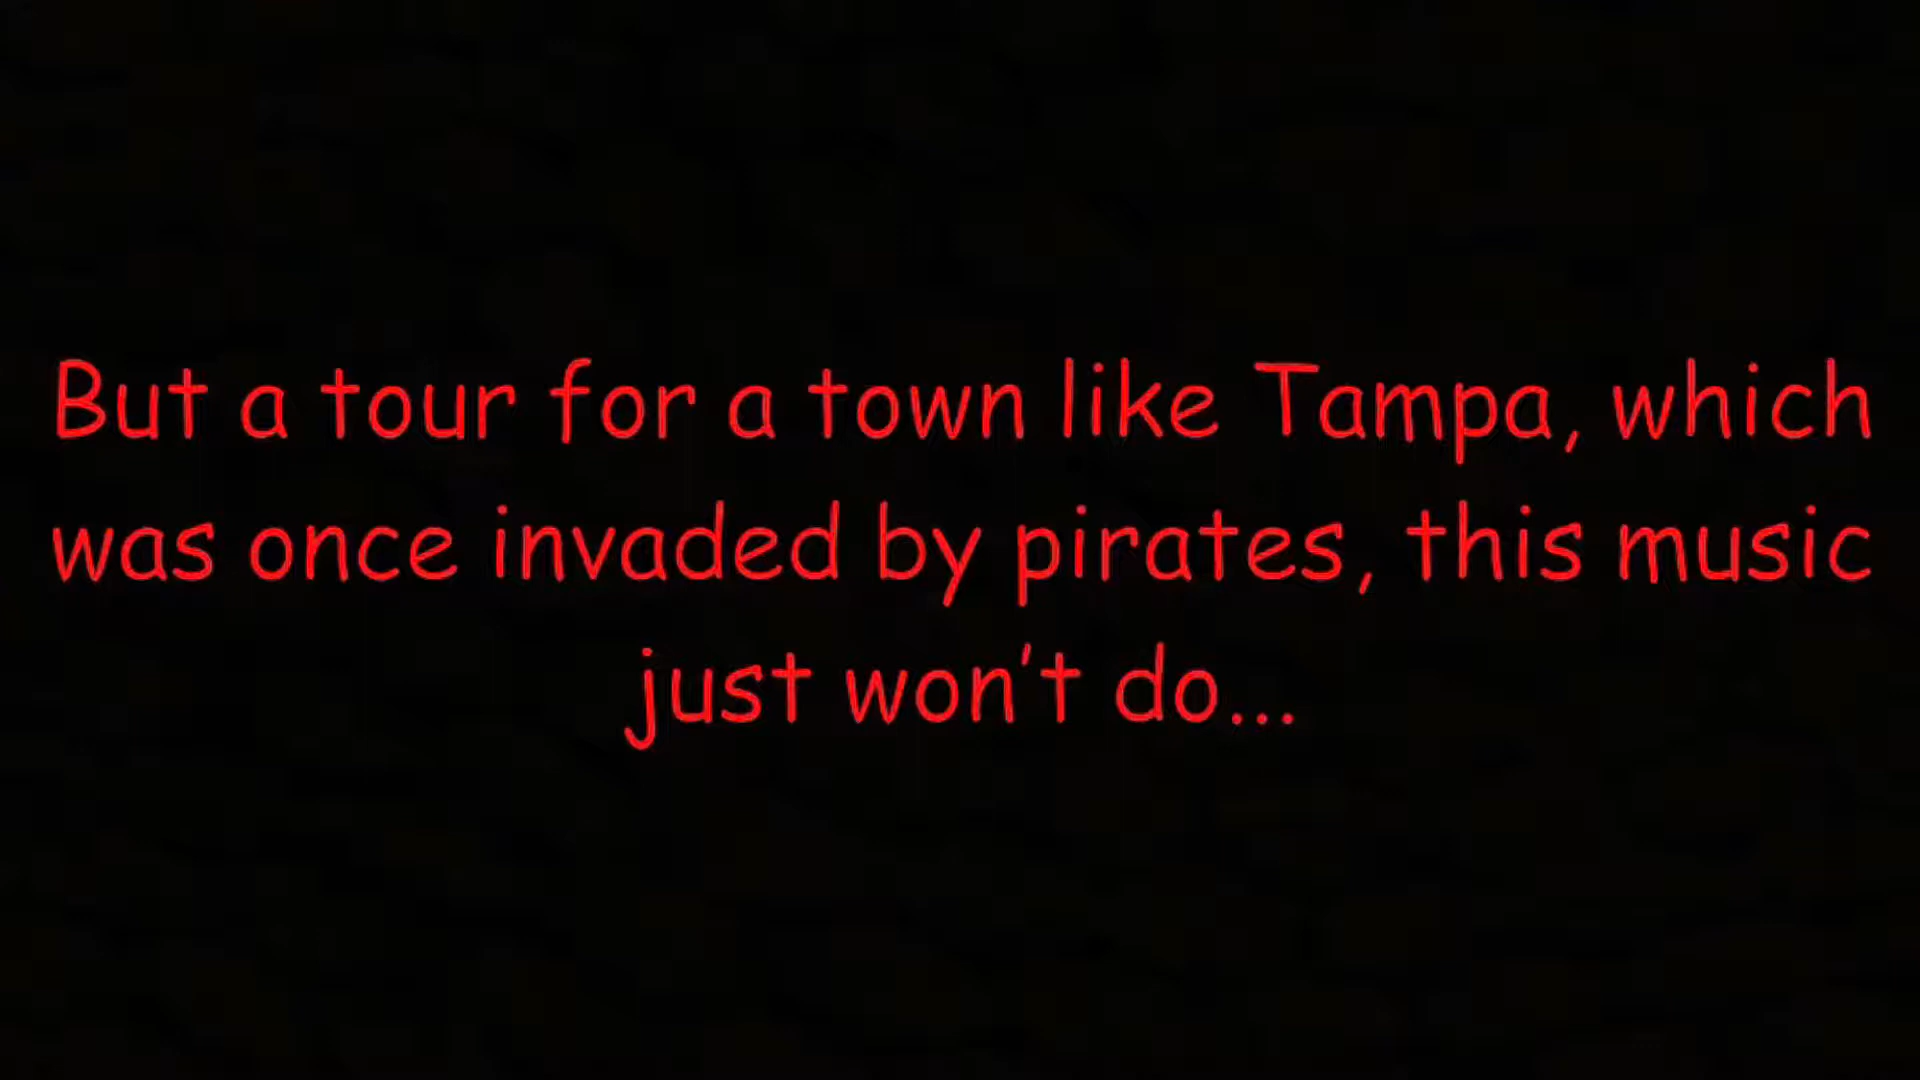 But a tour for a town like Tampa, which
was once invaded by pirates, this music
just won't do...